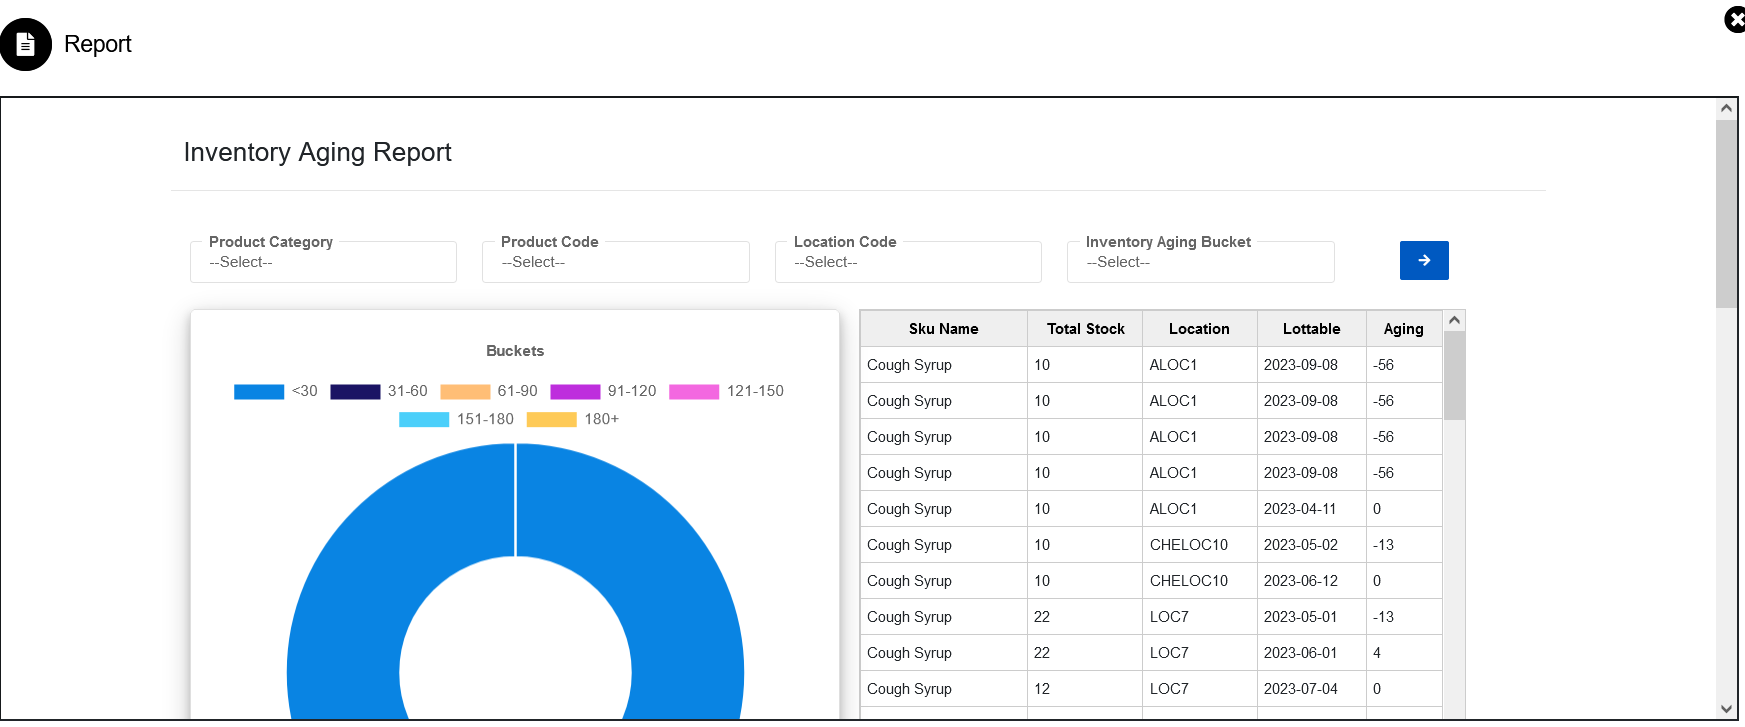 Report
Inventory Aging Report
Product Category
--Select--
Product Code
--Select--
Location Code
--Select--
Inventory Aging Bucket
--Select--
Buckets
<30 31-60 61-90 91-120 121-150
151-180 180+
Sku Name Total Stock Location Lottable Aging
Cough Syrup 10 ALOC1 2023-09-08 -56
Cough Syrup 10 ALOC1 2023-09-08 -56
Cough Syrup 10 ALOC1 2023-09-08 -56
Cough Syrup 10 ALOC1 2023-09-08 -56
Cough Syrup 10 ALOC1 2023-04-11 0
Cough Syrup 10 CHELOC10 2023-05-02 -13
Cough Syrup 10 CHELOC10 2023-06-12 0
Cough Syrup 22 LOC7 2023-05-01 -13
Cough Syrup 22 LOC7 2023-06-01 4
Cough Syrup 12 LOC7 2023-07-04 0